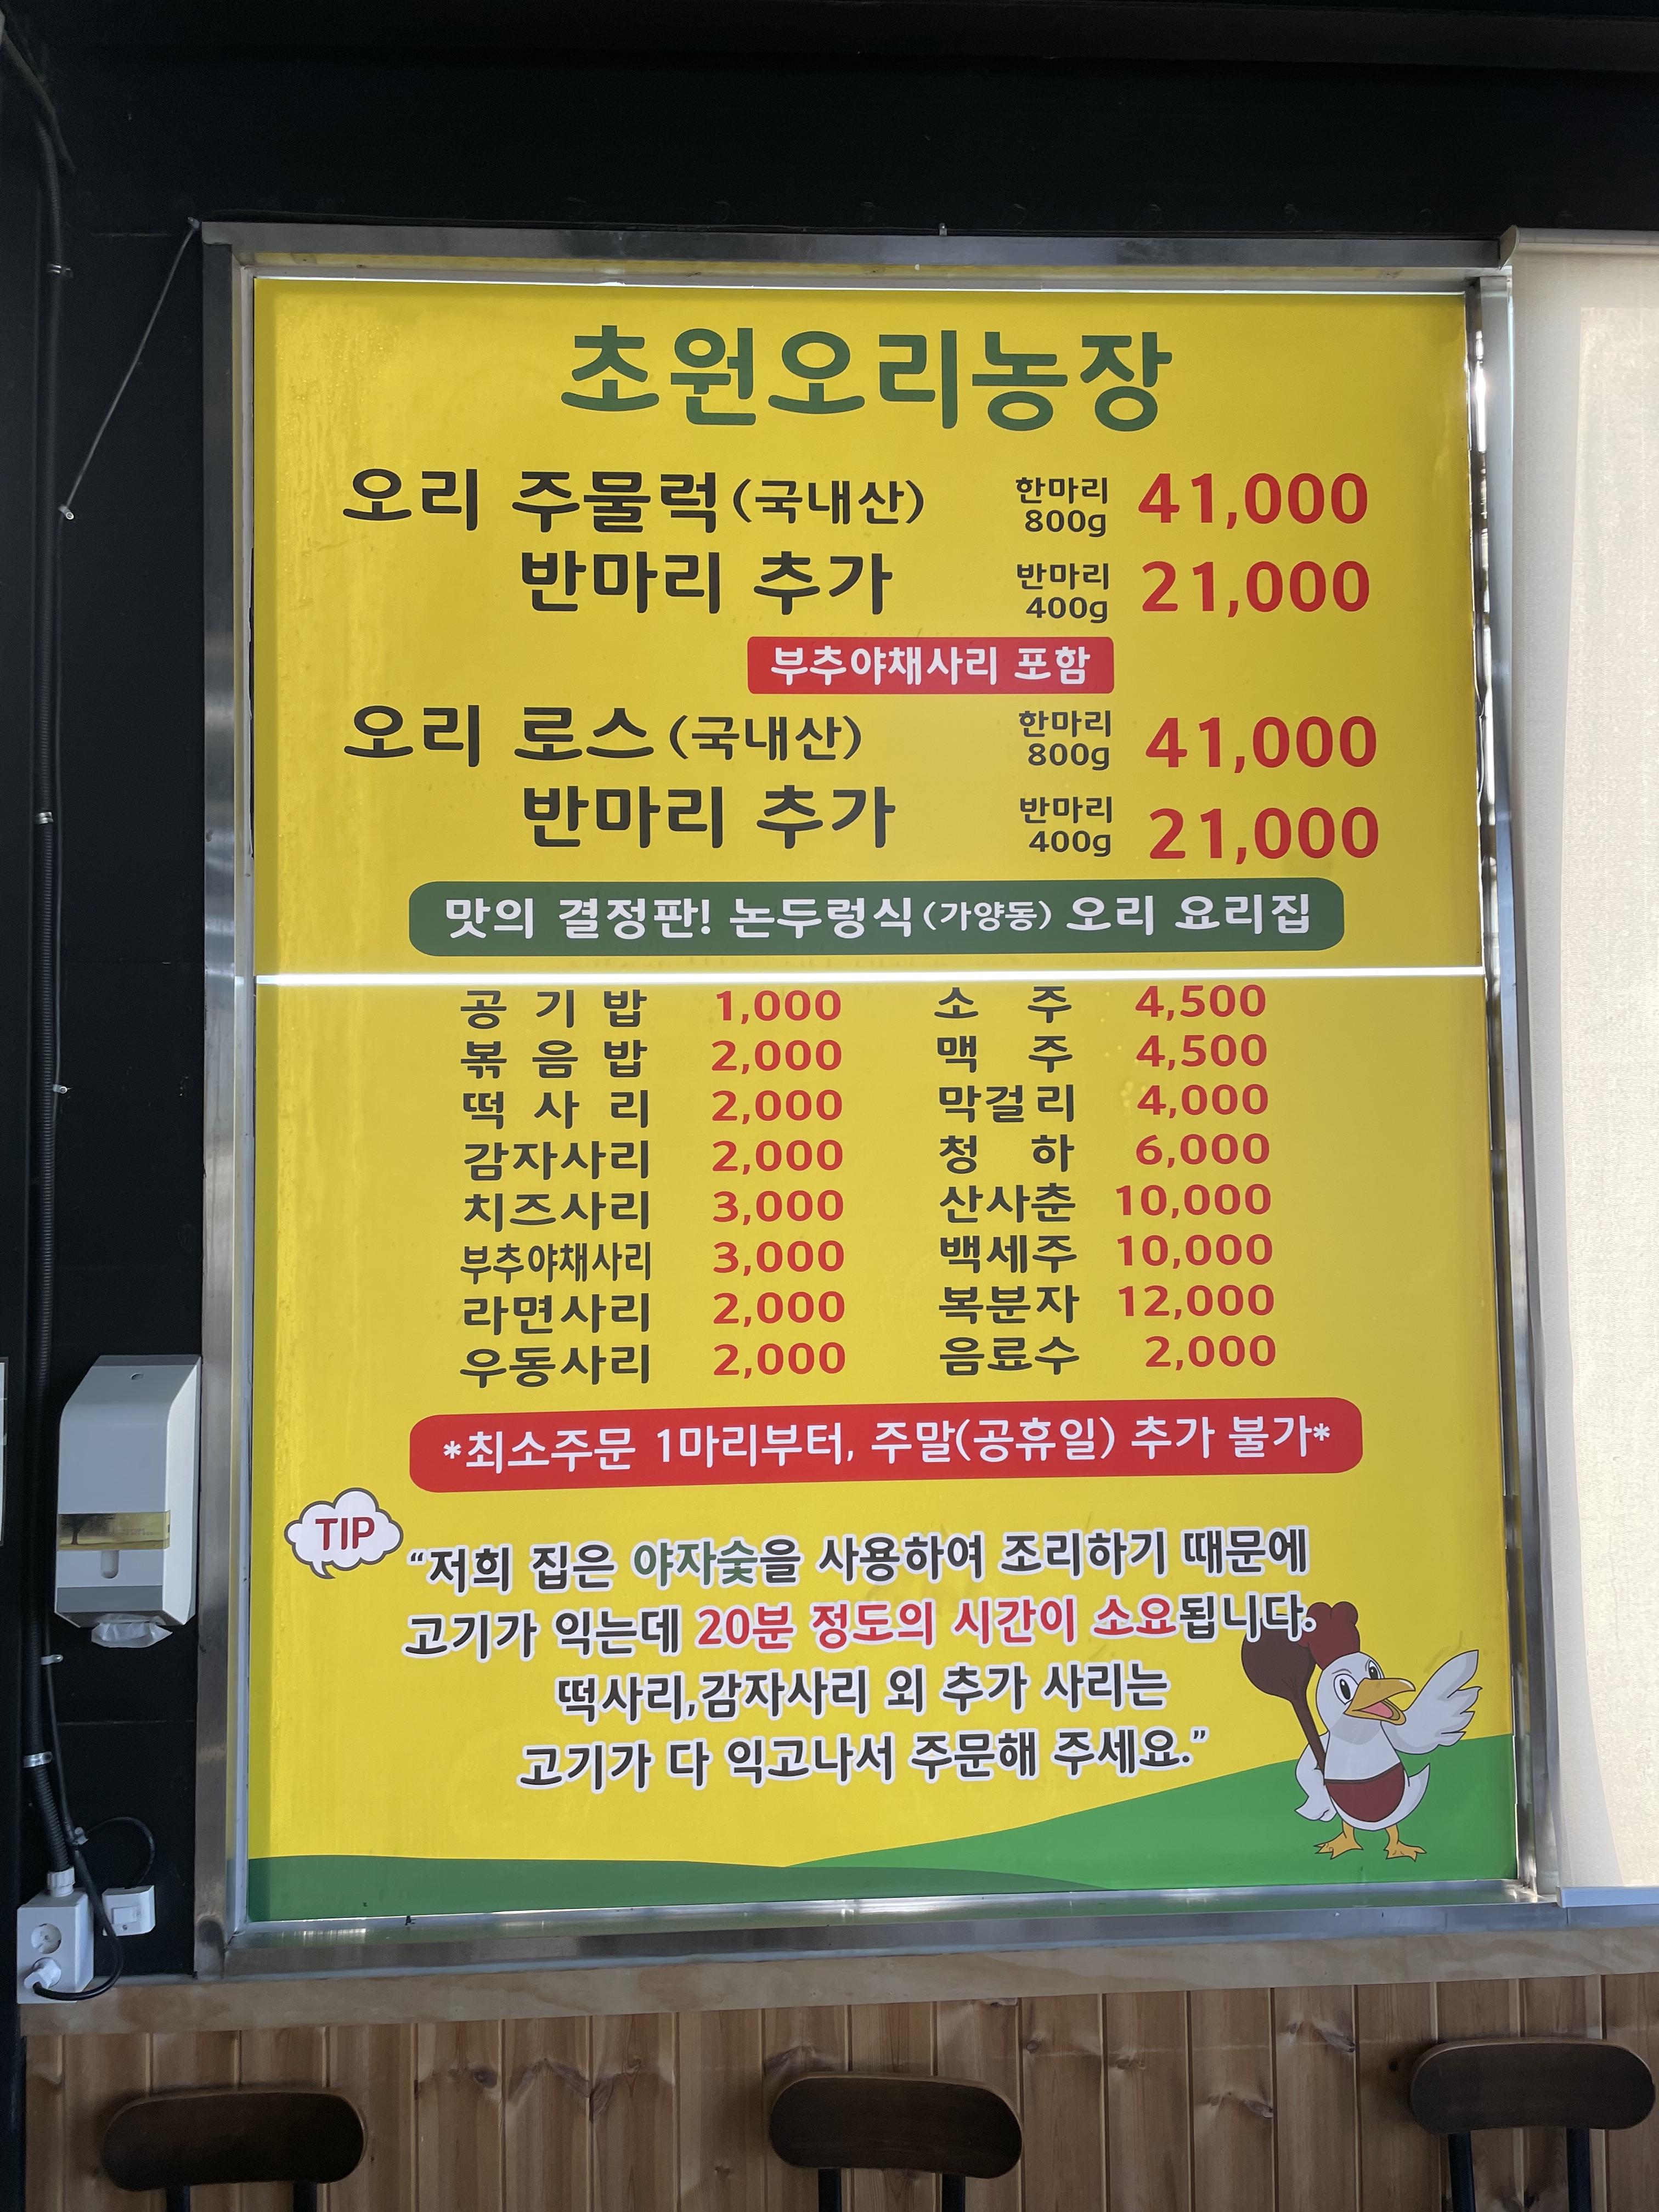 초원오리농장
오리 주물럭(국내산) 한마리 800g 41,000
반마리 추가 반마리 400g 21,000
부추야채사리 포함
오리 로스(국내산) 한마리 800g 41,000
반마리 추가 반마리 400g 21,000
맛의 결정판! 논두렁식(가양동) 오리 요리집
공기밥 1,000 소주 4,500
볶음밥 2,000 맥주 4,500
떡사리 2,000 막걸리 4,000
감자사리 2,000 청하 6,000
치즈사리 3,000 산사춘 10,000
부추야채사리 3,000 백세주 10,000
라면사리 2,000 복분자 12,000
우동사리 2,000 음료수 2,000
*최소주문 1마리부터, 주말(공휴일) 추가 불가*
TIP
“저희 집은 야자숯을 사용하여 조리하기 때문에
고기가 익는데 20분 정도의 시간이 소요됩니다.
떡사리,감자사리 외 추가 사리는
고기가 다 익고나서 주문해 주세요.”